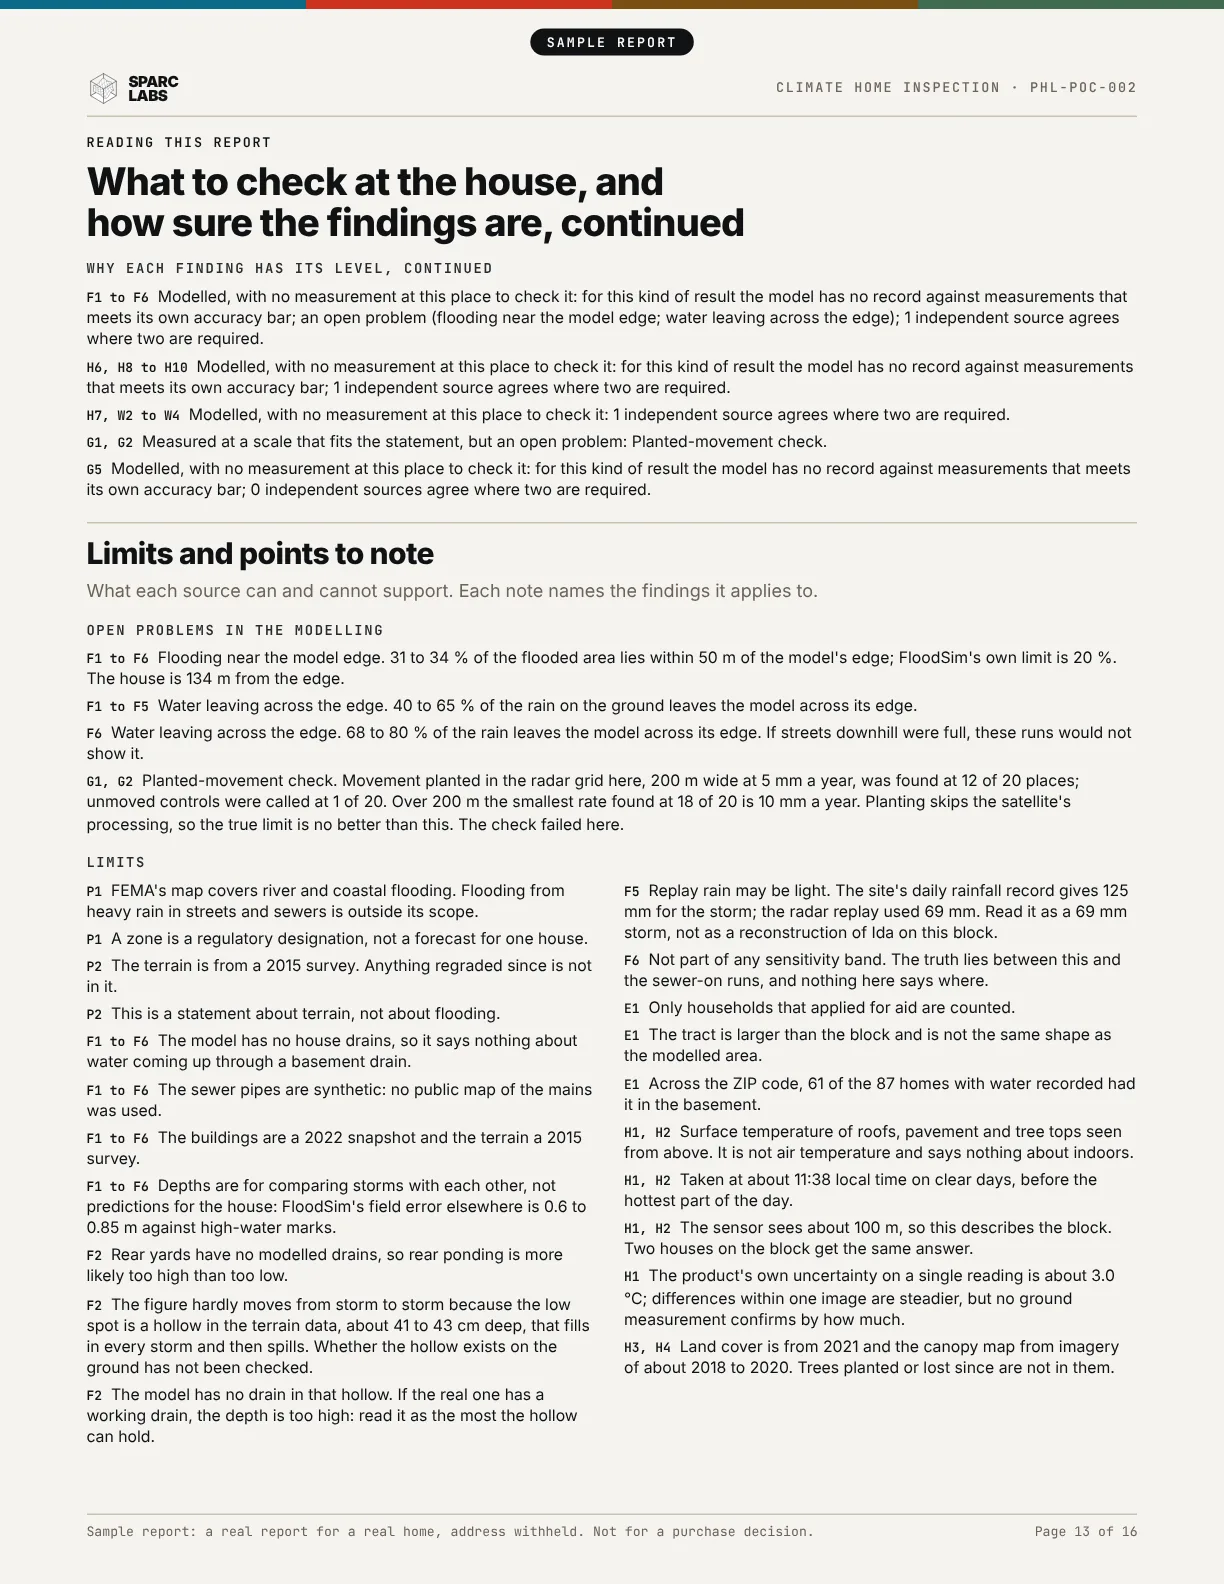 SAMPLE REPORT
SPARC
LABS
CLIMATE HOME INSPECTION · PHL-POC-002
READING THIS REPORT
What to check at the house, and
how sure the findings are, continued
WHY EACH FINDING HAS ITS LEVEL, CONTINUED
F1 to F6 Modelled, with no measurement at this place to check it: for this kind of result the model has no record against measurements that
meets its own accuracy bar; an open problem (flooding near the model edge; water leaving across the edge); 1 independent source agrees
where two are required.
H6, H8 to H10 Modelled, with no measurement at this place to check it: for this kind of result the model has no record against measurements
that meets its own accuracy bar; 1 independent source agrees where two are required.
H7, W2 to W4 Modelled, with no measurement at this place to check it: 1 independent source agrees where two are required.
G1, G2 Measured at a scale that fits the statement, but an open problem: Planted-movement check.
G5 Modelled, with no measurement at this place to check it: for this kind of result the model has no record against measurements that meets
its own accuracy bar; 0 independent sources agree where two are required.
Limits and points to note
What each source can and cannot support. Each note names the findings it applies to.
OPEN PROBLEMS IN THE MODELLING
F1 to F6 Flooding near the model edge. 31 to 34 % of the flooded area lies within 50 m of the model's edge; FloodSim's own limit is 20 %.
The house is 134 m from the edge.
F1 to F5 Water leaving across the edge. 40 to 65 % of the rain on the ground leaves the model across its edge.
F6 Water leaving across the edge. 68 to 80 % of the rain leaves the model across its edge. If streets downhill were full, these runs would not
show it.
G1, G2 Planted-movement check. Movement planted in the radar grid here, 200 m wide at 5 mm a year, was found at 12 of 20 places;
unmoved controls were called at 1 of 20. Over 200 m the smallest rate found at 18 of 20 is 10 mm a year. Planting skips the satellite's
processing, so the true limit is no better than this. The check failed here.
LIMITS
P1 FEMA's map covers river and coastal flooding. Flooding from
heavy rain in streets and sewers is outside its scope.
P1 A zone is a regulatory designation, not a forecast for one house.
P2 The terrain is from a 2015 survey. Anything regraded since is not
in it.
P2 This is a statement about terrain, not about flooding.
F1 to F6 The model has no house drains, so it says nothing about
water coming up through a basement drain.
F1 to F6 The sewer pipes are synthetic: no public map of the mains
was used.
F1 to F6 The buildings are a 2022 snapshot and the terrain a 2015
survey.
F1 to F6 Depths are for comparing storms with each other, not
predictions for the house: FloodSim's field error elsewhere is 0.6 to
0.85 m against high-water marks.
F2 Rear yards have no modelled drains, so rear ponding is more
likely too high than too low.
F2 The figure hardly moves from storm to storm because the low
spot is a hollow in the terrain data, about 41 to 43 cm deep, that fills
in every storm and then spills. Whether the hollow exists on the
ground has not been checked.
F2 The model has no drain in that hollow. If the real one has a
working drain, the depth is too high: read it as the most the hollow
can hold.
F5 Replay rain may be light. The site's daily rainfall record gives 125
mm for the storm; the radar replay used 69 mm. Read it as a 69 mm
storm, not as a reconstruction of Ida on this block.
F6 Not part of any sensitivity band. The truth lies between this and
the sewer-on runs, and nothing here says where.
E1 Only households that applied for aid are counted.
E1 The tract is larger than the block and is not the same shape as
the modelled area.
E1 Across the ZIP code, 61 of the 87 homes with water recorded had
it in the basement.
H1, H2 Surface temperature of roofs, pavement and tree tops seen
from above. It is not air temperature and says nothing about indoors.
H1, H2 Taken at about 11:38 local time on clear days, before the
hottest part of the day.
H1, H2 The sensor sees about 100 m, so this describes the block.
Two houses on the block get the same answer.
H1 The product's own uncertainty on a single reading is about 3.0
°C; differences within one image are steadier, but no ground
measurement confirms by how much.
H3, H4 Land cover is from 2021 and the canopy map from imagery
of about 2018 to 2020. Trees planted or lost since are not in them.
Sample report: a real report for a real home, address withheld. Not for a purchase decision.
Page 13 of 16